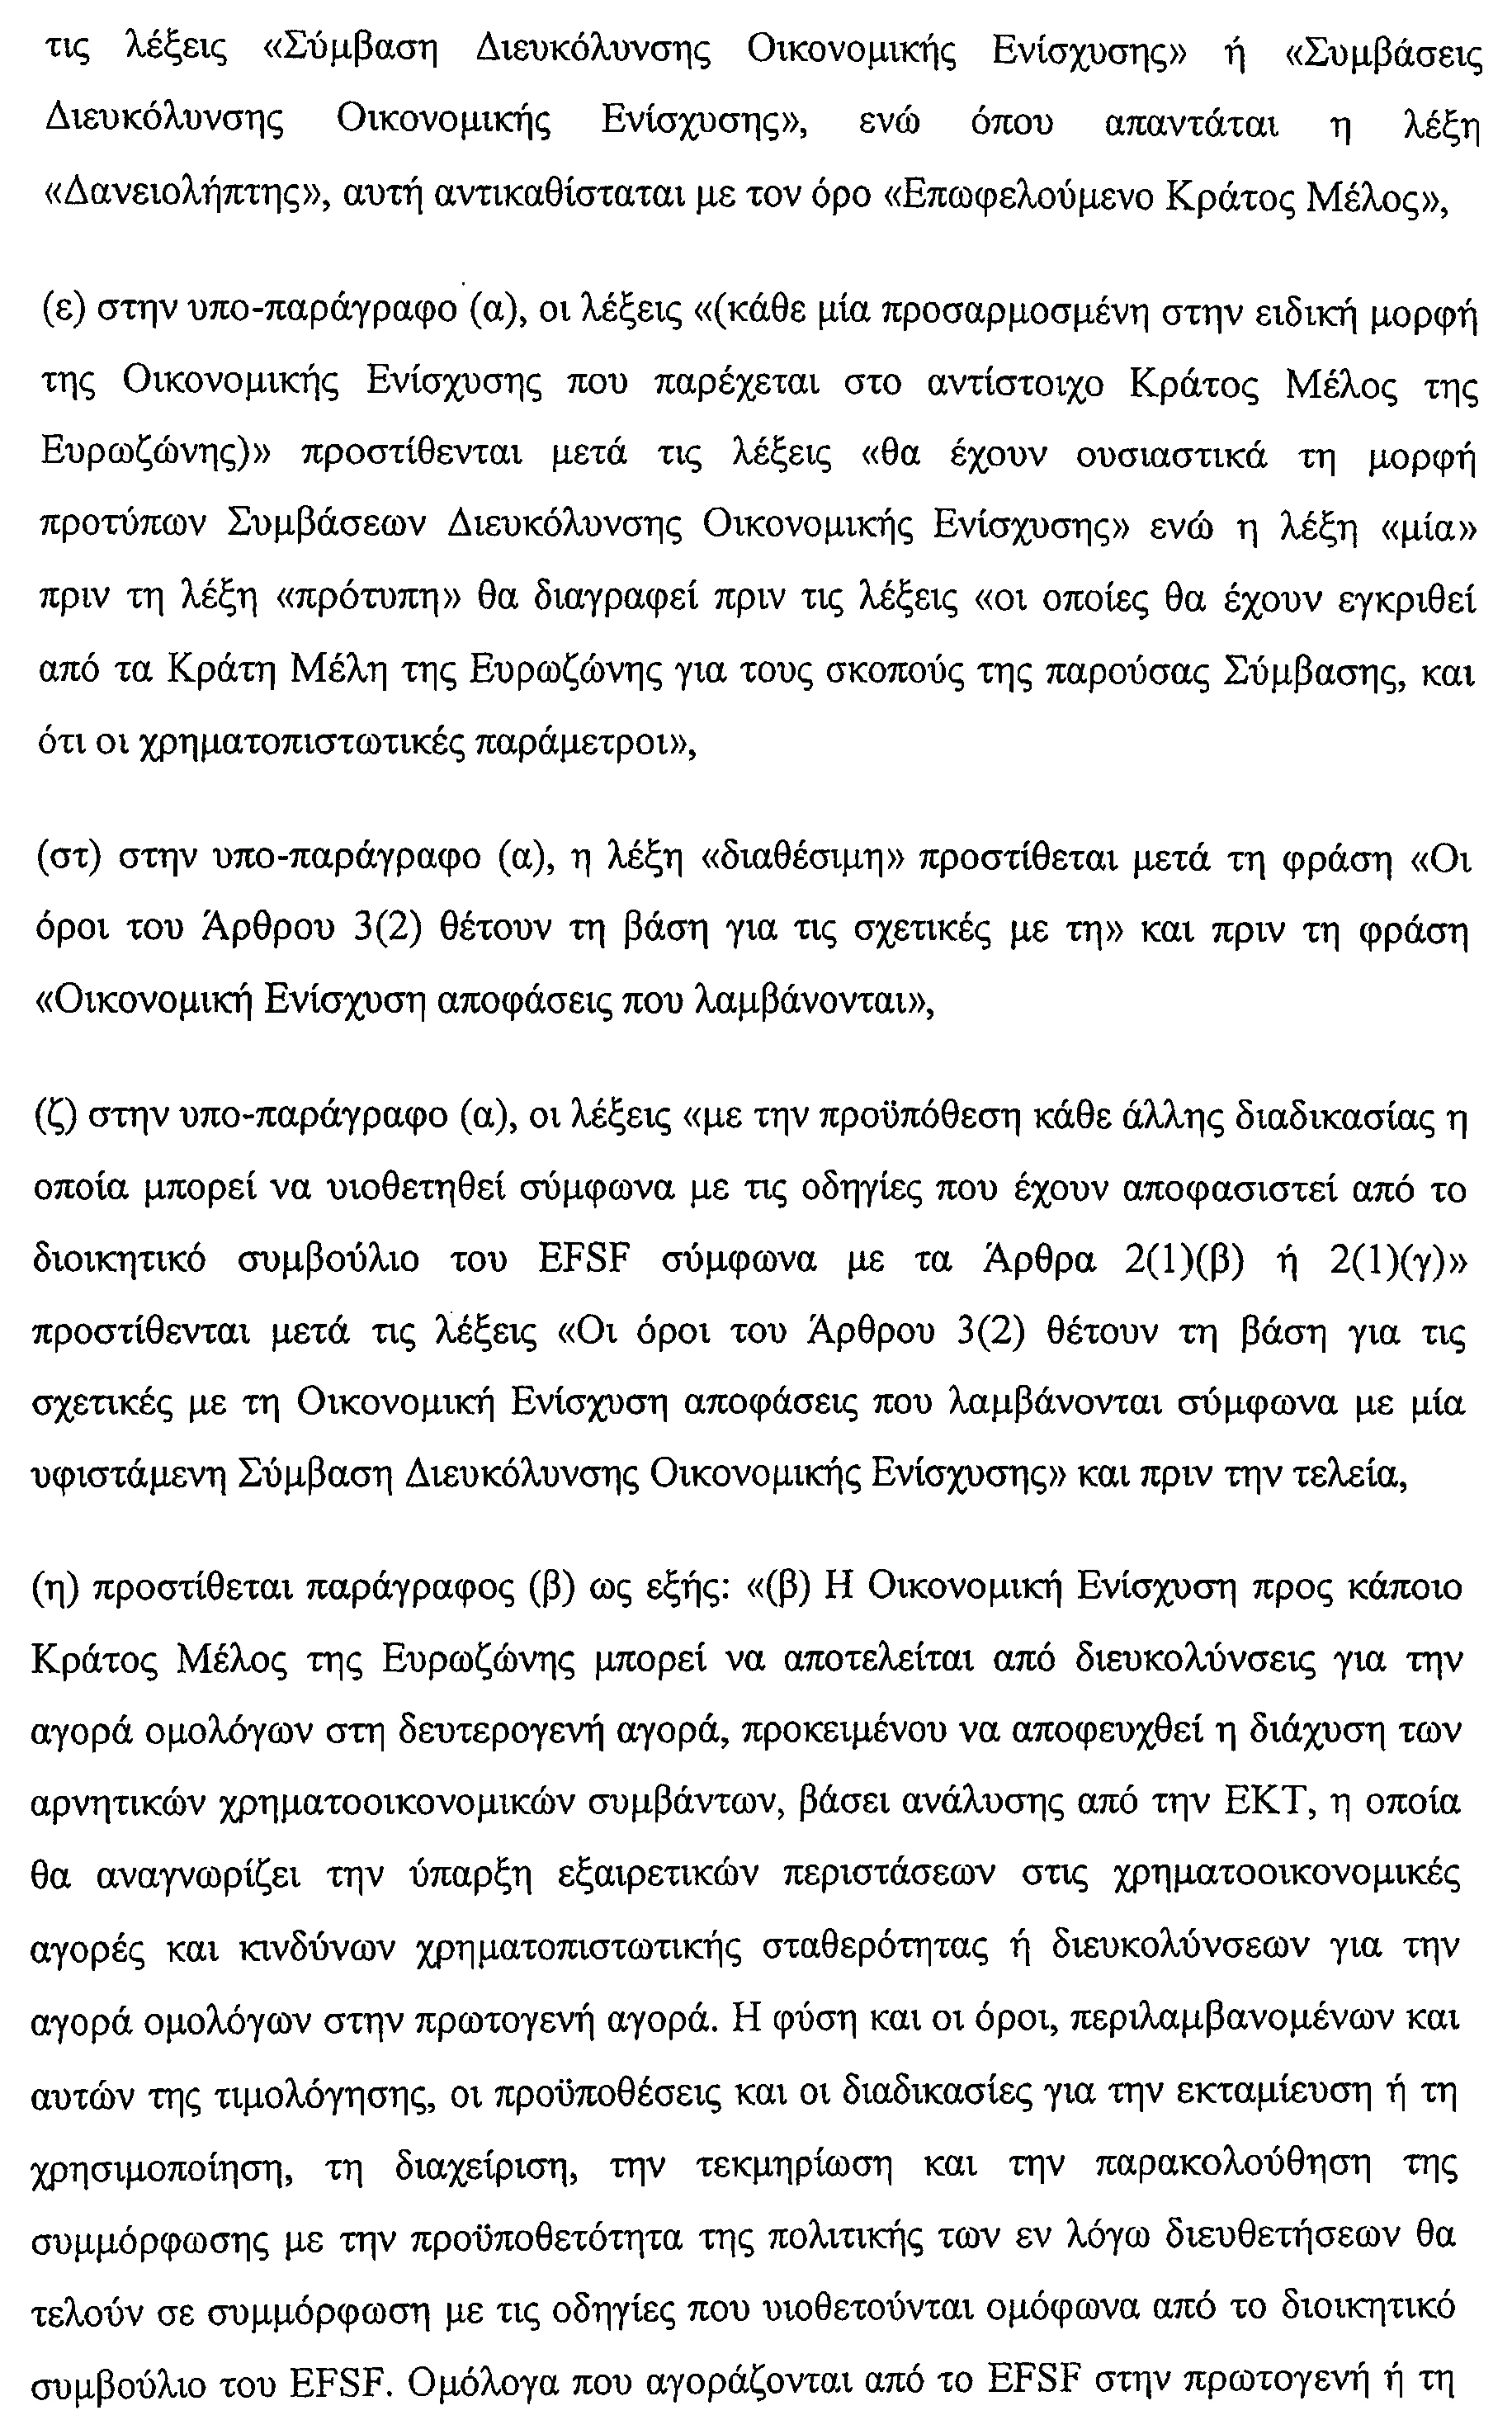 τις λέξεις «Σύμβαση Διευκόλυνσης Οικονομικής Ενίσχυσης» ή «Συμβάσεις
Διευκόλυνσης Οικονομικής Ενίσχυσης», ενώ όπου απαντάται η λέξη
«Δανειολήπτης», αυτή αντικαθίσταται με τον όρο «Επωφελούμενο Κράτος Μέλος»,
(ε) στην υπο-παράγραφο (α), οι λέξεις «(κάθε μία προσαρμοσμένη στην ειδική μορφή
της Οικονομικής Ενίσχυσης που παρέχεται στο αντίστοιχο Κράτος Μέλος της
Ευρωζώνης)» προστίθενται μετά τις λέξεις «θα έχουν ουσιαστικά τη μορφή
προτύπων Συμβάσεων Διευκόλυνσης Οικονομικής Ενίσχυσης» ενώ η λέξη «μία»
πριν τη λέξη «πρότυπη» θα διαγραφεί πριν τις λέξεις «οι οποίες θα έχουν εγκριθεί
από τα Κράτη Μέλη της Ευρωζώνης για τους σκοπούς της παρούσας Σύμβασης, και
ότι οι χρηματοπιστωτικές παράμετροι»,
(στ) στην υπο-παράγραφο (α), η λέξη «διαθέσιμη» προστίθεται μετά τη φράση «Οι
όροι του Άρθρου 3(2) θέτουν τη βάση για τις σχετικές με τη» και πριν τη φράση
«Οικονομική Ενίσχυση αποφάσεις που λαμβάνονται»,
(ζ) στην υπο-παράγραφο (α), οι λέξεις «με την προϋπόθεση κάθε άλλης διαδικασίας η
οποία μπορεί να υιοθετηθεί σύμφωνα με τις οδηγίες που έχουν αποφασιστεί από το
διοικητικό συμβούλιο του EFSF σύμφωνα με τα Άρθρα 2(1)(β) ή 2(1)(γ)»
προστίθενται μετά τις λέξεις «Οι όροι του Άρθρου 3(2) θέτουν τη βάση για τις
σχετικές με τη Οικονομική Ενίσχυση αποφάσεις που λαμβάνονται σύμφωνα με μία
υφιστάμενη Σύμβαση Διευκόλυνσης Οικονομικής Ενίσχυσης» και πριν την τελεία,
(η) προστίθεται παράγραφος (β) ως εξής: «(β) Η Οικονομική Ενίσχυση προς κάποιο
Κράτος Μέλος της Ευρωζώνης μπορεί να αποτελείται από διευκολύνσεις για την
αγορά ομολόγων στη δευτερογενή αγορά, προκειμένου να αποφευχθεί η διάχυση των
αρνητικών χρηματοοικονομικών συμβάντων, βάσει ανάλυσης από την ΕΚΤ, η οποία
θα αναγνωρίζει την ύπαρξη εξαιρετικών περιστάσεων στις χρηματοοικονομικές
αγορές και κινδύνων χρηματοπιστωτικής σταθερότητας ή διευκολύνσεων για την
αγορά ομολόγων στην πρωτογενή αγορά. Η φύση και οι όροι, περιλαμβανομένων και
αυτών της τιμολόγησης, οι προϋποθέσεις και οι διαδικασίες για την εκταμίευση ή τη
χρησιμοποίηση, τη διαχείριση, την τεκμηρίωση και την παρακολούθηση της
συμμόρφωσης με την προϋποθετότητα της πολιτικής των εν λόγω διευθετήσεων θα
τελούν σε συμμόρφωση με τις οδηγίες που υιοθετούνται ομόφωνα από το διοικητικό
συμβούλιο του EFSF. Ομόλογα που αγοράζονται από το EFSF στην πρωτογενή ή τη